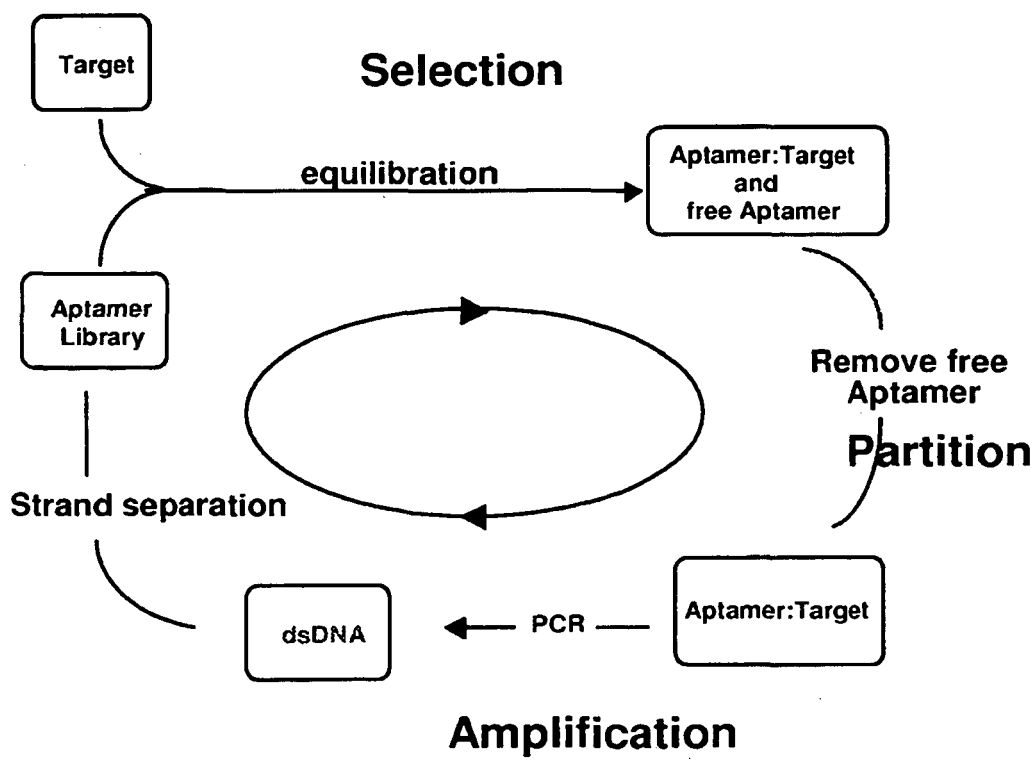 Target
Selection
equilibration
Aptamer:Target
and
free Aptamer
Aptamer
Library
Remove free
Aptamer
Partition
Strand separation
dsDNA
PCR
Aptamer:Target
Amplification